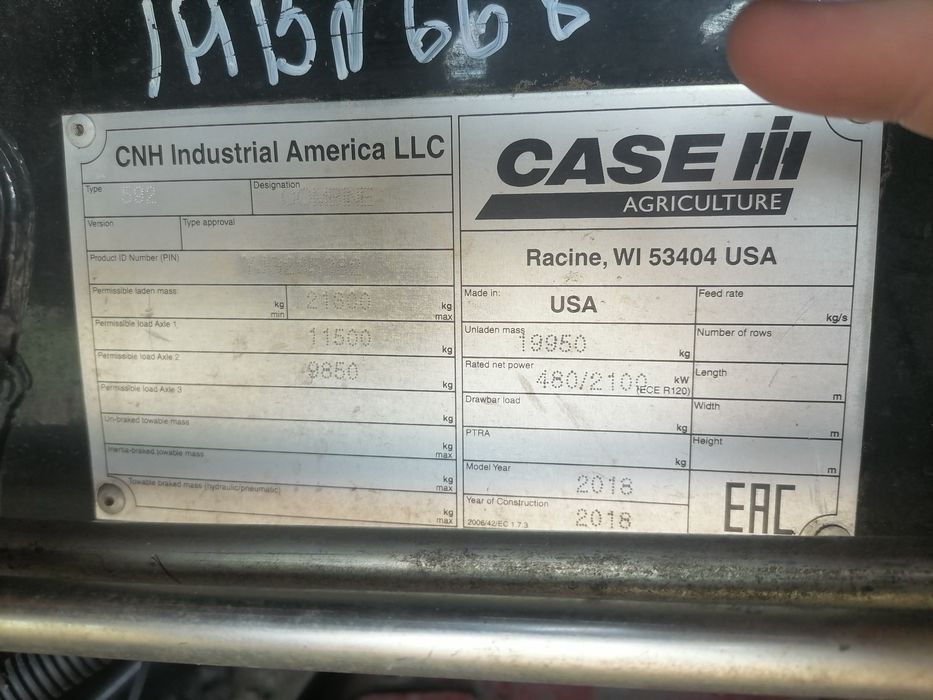 CNH Industrial America LLC
Type 592
Designation COMBINE
Version
Type approval
Product ID Number (PIN)
Permissible laden mass kg min kg max
Permissible load Axle 1 11500 kg
Permissible load Axle 2 9850 kg
Permissible load Axle 3 kg
Un-braked towable mass kg max
Inertia-braked towable mass kg max
Towable braked mass (hydraulic/pneumatic) kg max
CASE IH
AGRICULTURE
Racine, WI 53404 USA
Made in: USA
Unladen mass 19950 kg
Rated net power 480/2100 kW (ECE R120)
Drawbar load kg
PTRA kg
Model Year 2018
Year of Construction 2018
2006/42/EC 1.7.3
Feed rate kg/s
Number of rows
Length m
Width m
Height m
EAC